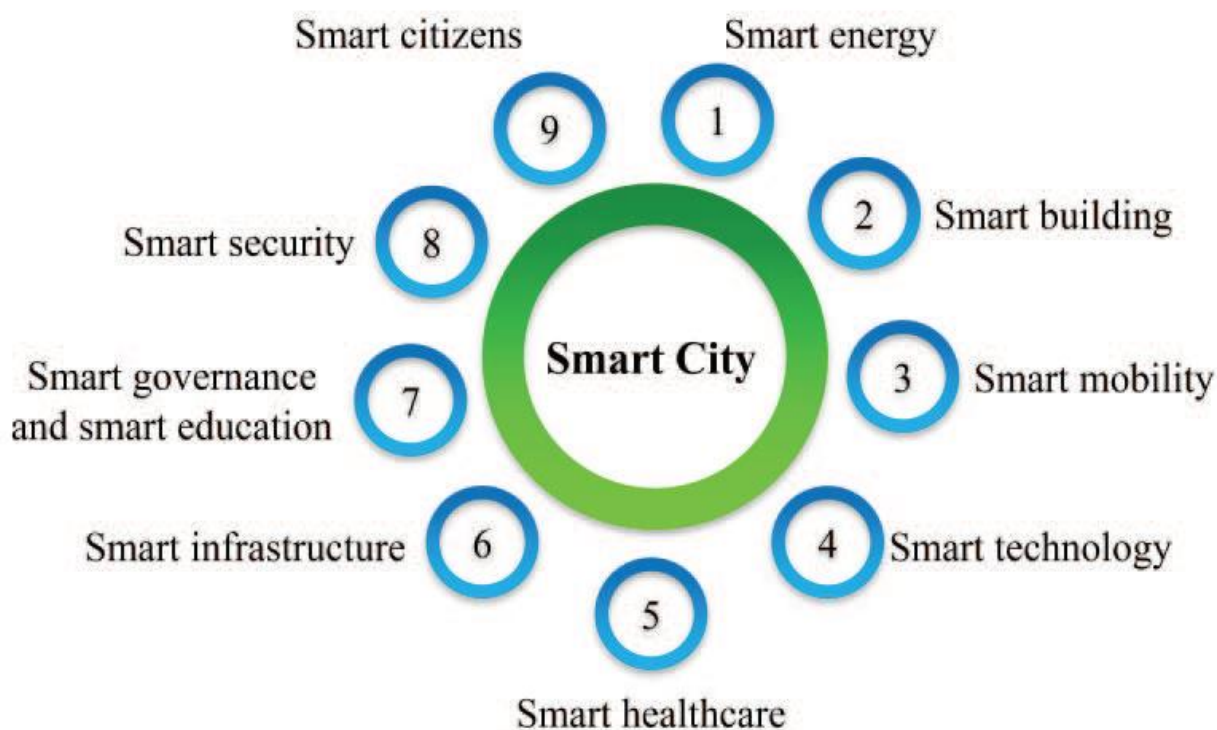 Smart citizens
Smart energy
9
1
Smart security
8
2
Smart building
Smart City
Smart governance
and smart education
7
3
Smart mobility
Smart infrastructure
6
4
Smart technology
5
Smart healthcare